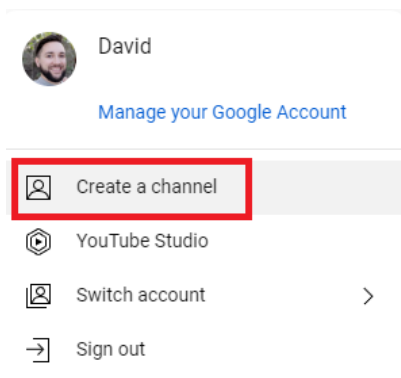 David
Manage your Google Account
Create a channel
YouTube Studio
Switch account
Sign out